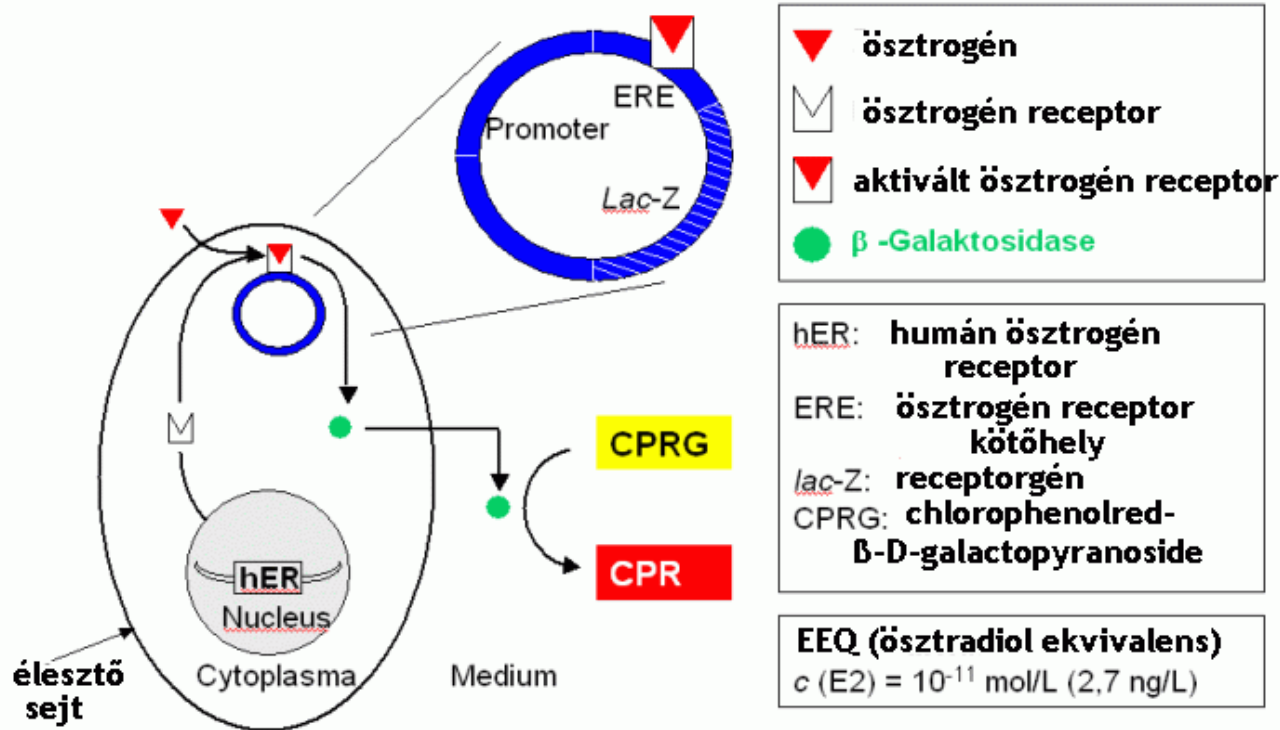 ERE
Promoter
Lac-Z
hER
Nucleus
Cytoplasma
élesztő
sejt
Medium
CPRG
CPR
ösztrogén
ösztrogén receptor
aktivált ösztrogén receptor
β -Galaktosidase
hER: humán ösztrogén
receptor
ERE: ösztrogén receptor
kötőhely
lac-Z: receptorgén
CPRG: chlorophenolred-
ß-D-galactopyranoside
EEQ (ösztradiol ekvivalens)
c (E2) = 10⁻¹¹ mol/L (2,7 ng/L)